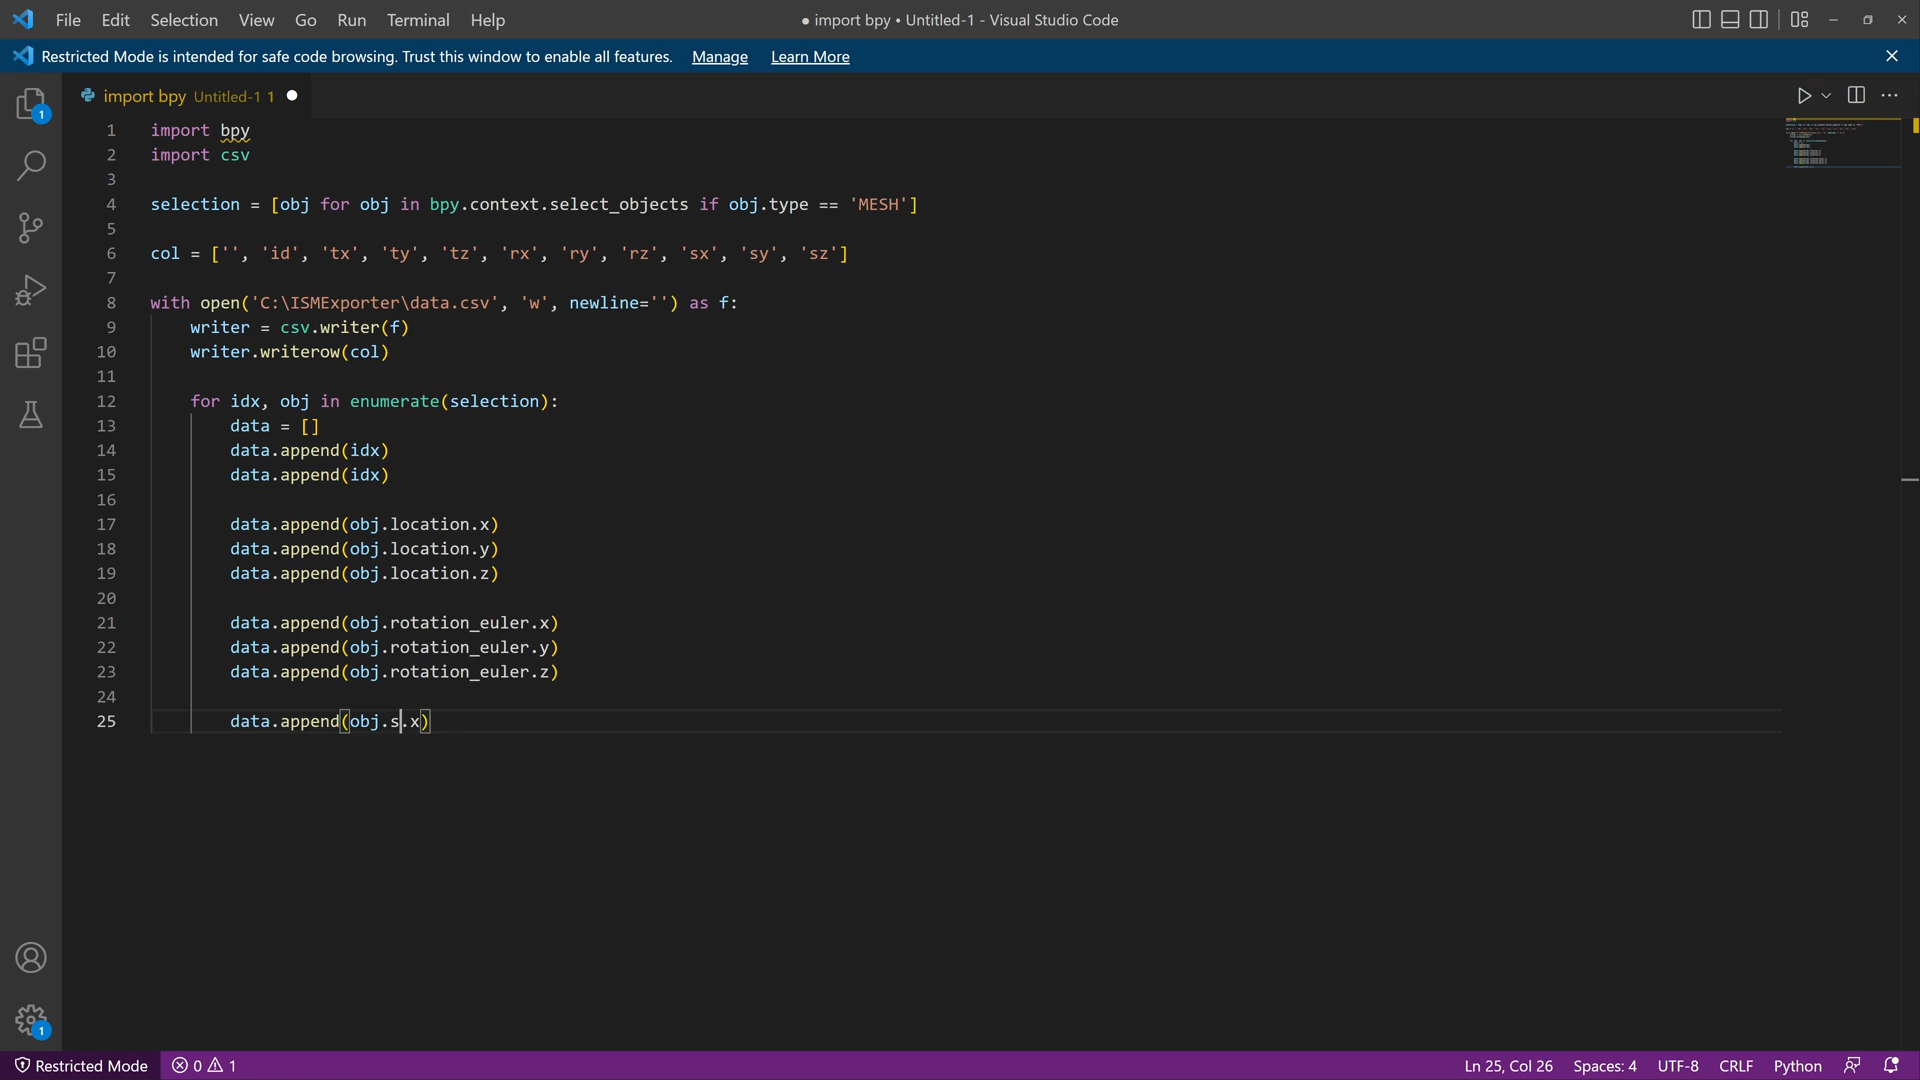 File Edit Selection View Go Run Terminal Help
● import bpy • Untitled-1 - Visual Studio Code
Restricted Mode is intended for safe code browsing. Trust this window to enable all features. Manage Learn More
import bpy Untitled-1 1
1 import bpy
2 import csv
3
4 selection = [obj for obj in bpy.context.select_objects if obj.type == 'MESH']
5
6 col = ['', 'id', 'tx', 'ty', 'tz', 'rx', 'ry', 'rz', 'sx', 'sy', 'sz']
7
8 with open('C:\ISMExporter\data.csv', 'w', newline='') as f:
9 writer = csv.writer(f)
10 writer.writerow(col)
11
12 for idx, obj in enumerate(selection):
13 data = []
14 data.append(idx)
15 data.append(idx)
16
17 data.append(obj.location.x)
18 data.append(obj.location.y)
19 data.append(obj.location.z)
20
21 data.append(obj.rotation_euler.x)
22 data.append(obj.rotation_euler.y)
23 data.append(obj.rotation_euler.z)
24
25 data.append(obj.s.x)
1
1
Restricted Mode 0 1 Ln 25, Col 26 Spaces: 4 UTF-8 CRLF Python